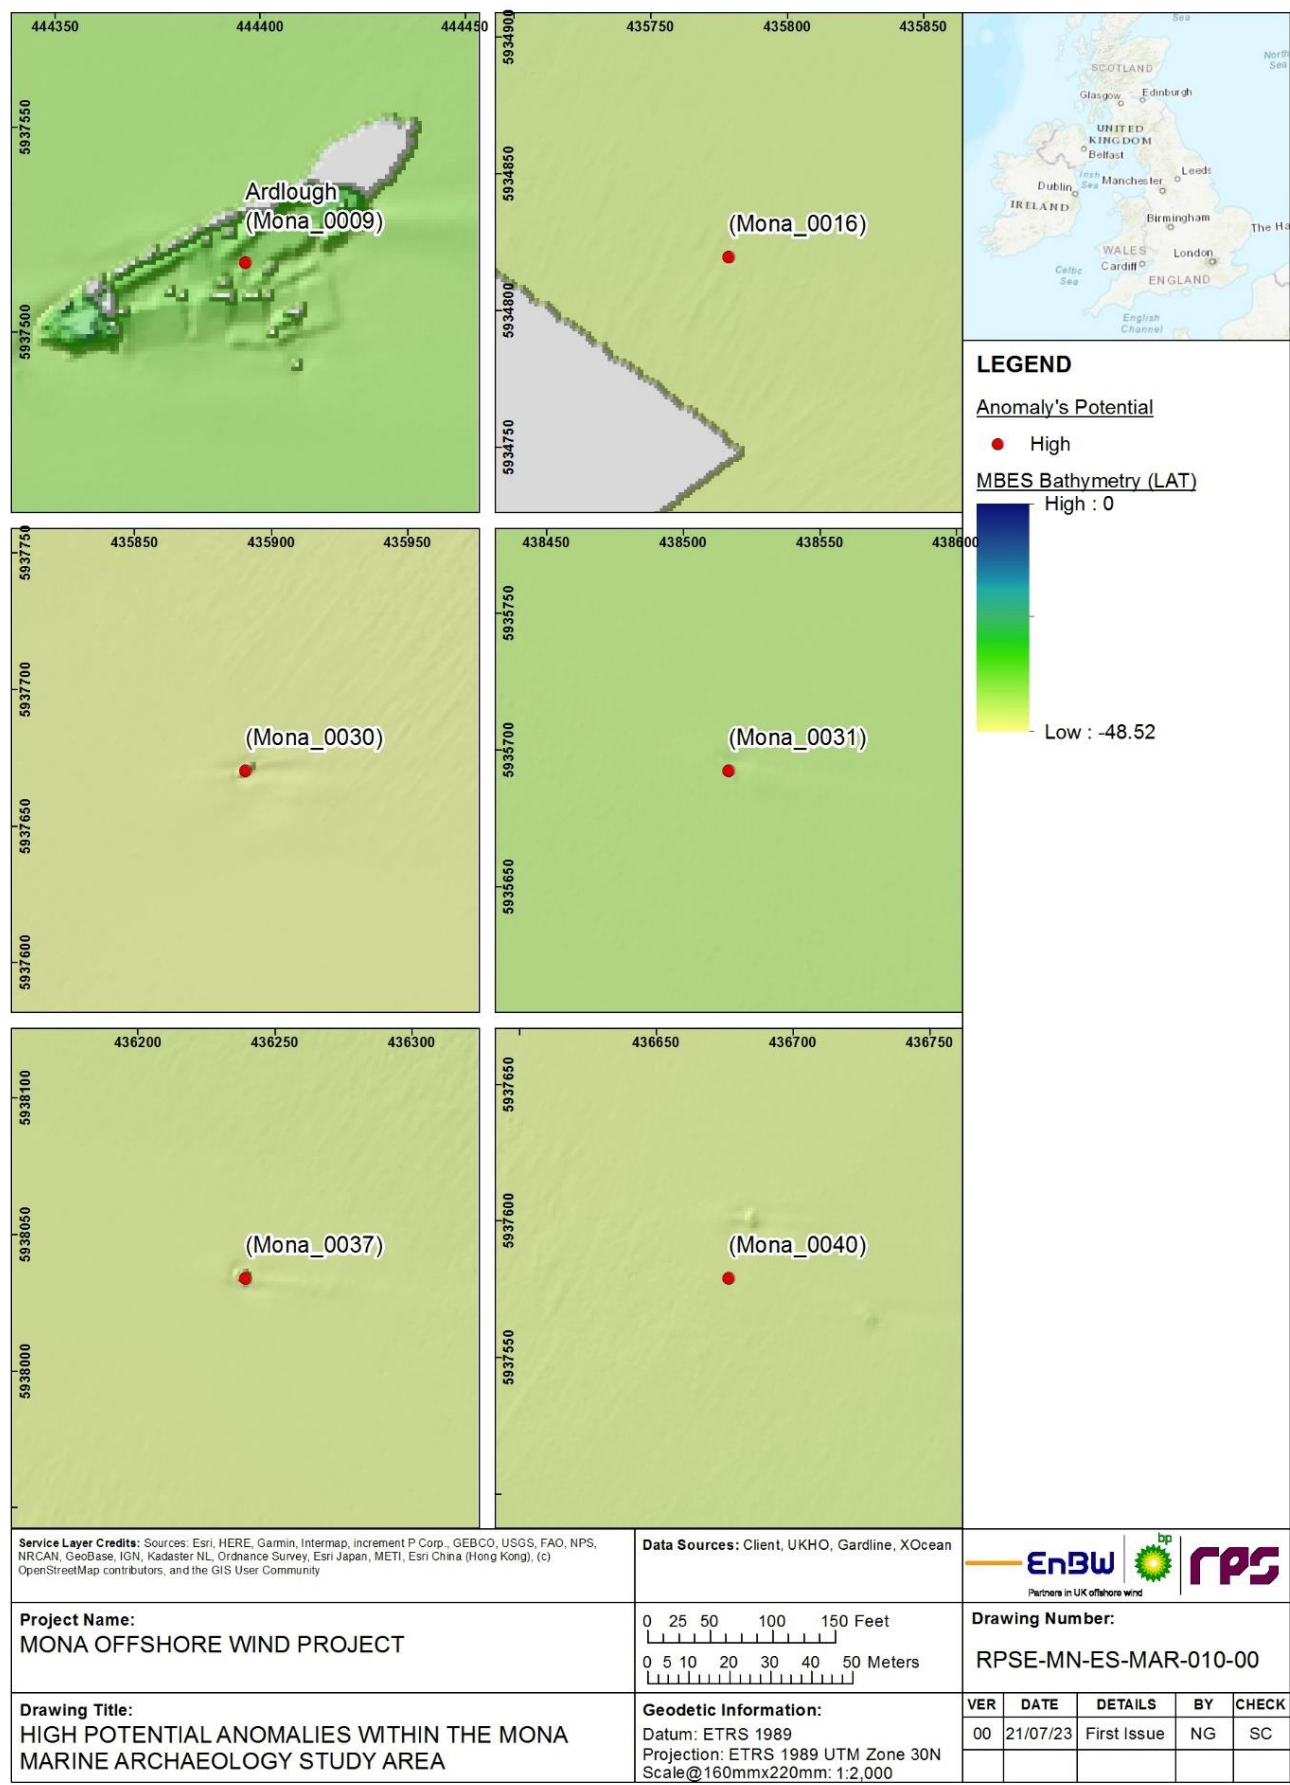 444350 444400 444450
5937550
5937500
Ardlough
(Mona_0009)
435750 435800 435850
5934900
5934850
5934800
5934750
(Mona_0016)
435850 435900 435950
5937750
5937700
5937650
5937600
(Mona_0030)
438450 438500 438550 438600
5935750
5935700
5935650
(Mona_0031)
436200 436250 436300
5938100
5938050
5938000
(Mona_0037)
436650 436700 436750
5937650
5937600
5937550
(Mona_0040)
Sea
North
Sea
SCOTLAND
Glasgow
Edinburgh
UNITED
KINGDOM
Belfast
Irish
Sea
Leeds
Manchester
Dublin
IRELAND
Birmingham
The Ha
WALES
London
Cardiff
Celtic
Sea
ENGLAND
English
Channel
LEGEND
Anomaly's Potential
High
MBES Bathymetry (LAT)
High : 0
Low : -48.52
Service Layer Credits: Sources: Esri, HERE, Garmin, Intermap, increment P Corp., GEBCO, USGS, FAO, NPS,
NRCAN, GeoBase, IGN, Kadaster NL, Ordnance Survey, Esri Japan, METI, Esri China (Hong Kong), (c)
OpenStreetMap contributors, and the GIS User Community
Data Sources: Client, UKHO, Gardline, XOcean
EnBW
bp
rps
Partners in UK offshore wind
Project Name:
MONA OFFSHORE WIND PROJECT
0 25 50 100 150 Feet
0 5 10 20 30 40 50 Meters
Drawing Number:
RPSE-MN-ES-MAR-010-00
Drawing Title:
HIGH POTENTIAL ANOMALIES WITHIN THE MONA
MARINE ARCHAEOLOGY STUDY AREA
Geodetic Information:
Datum: ETRS 1989
Projection: ETRS 1989 UTM Zone 30N
Scale@160mmx220mm: 1:2,000
VER DATE DETAILS BY CHECK
00 21/07/23 First Issue NG SC